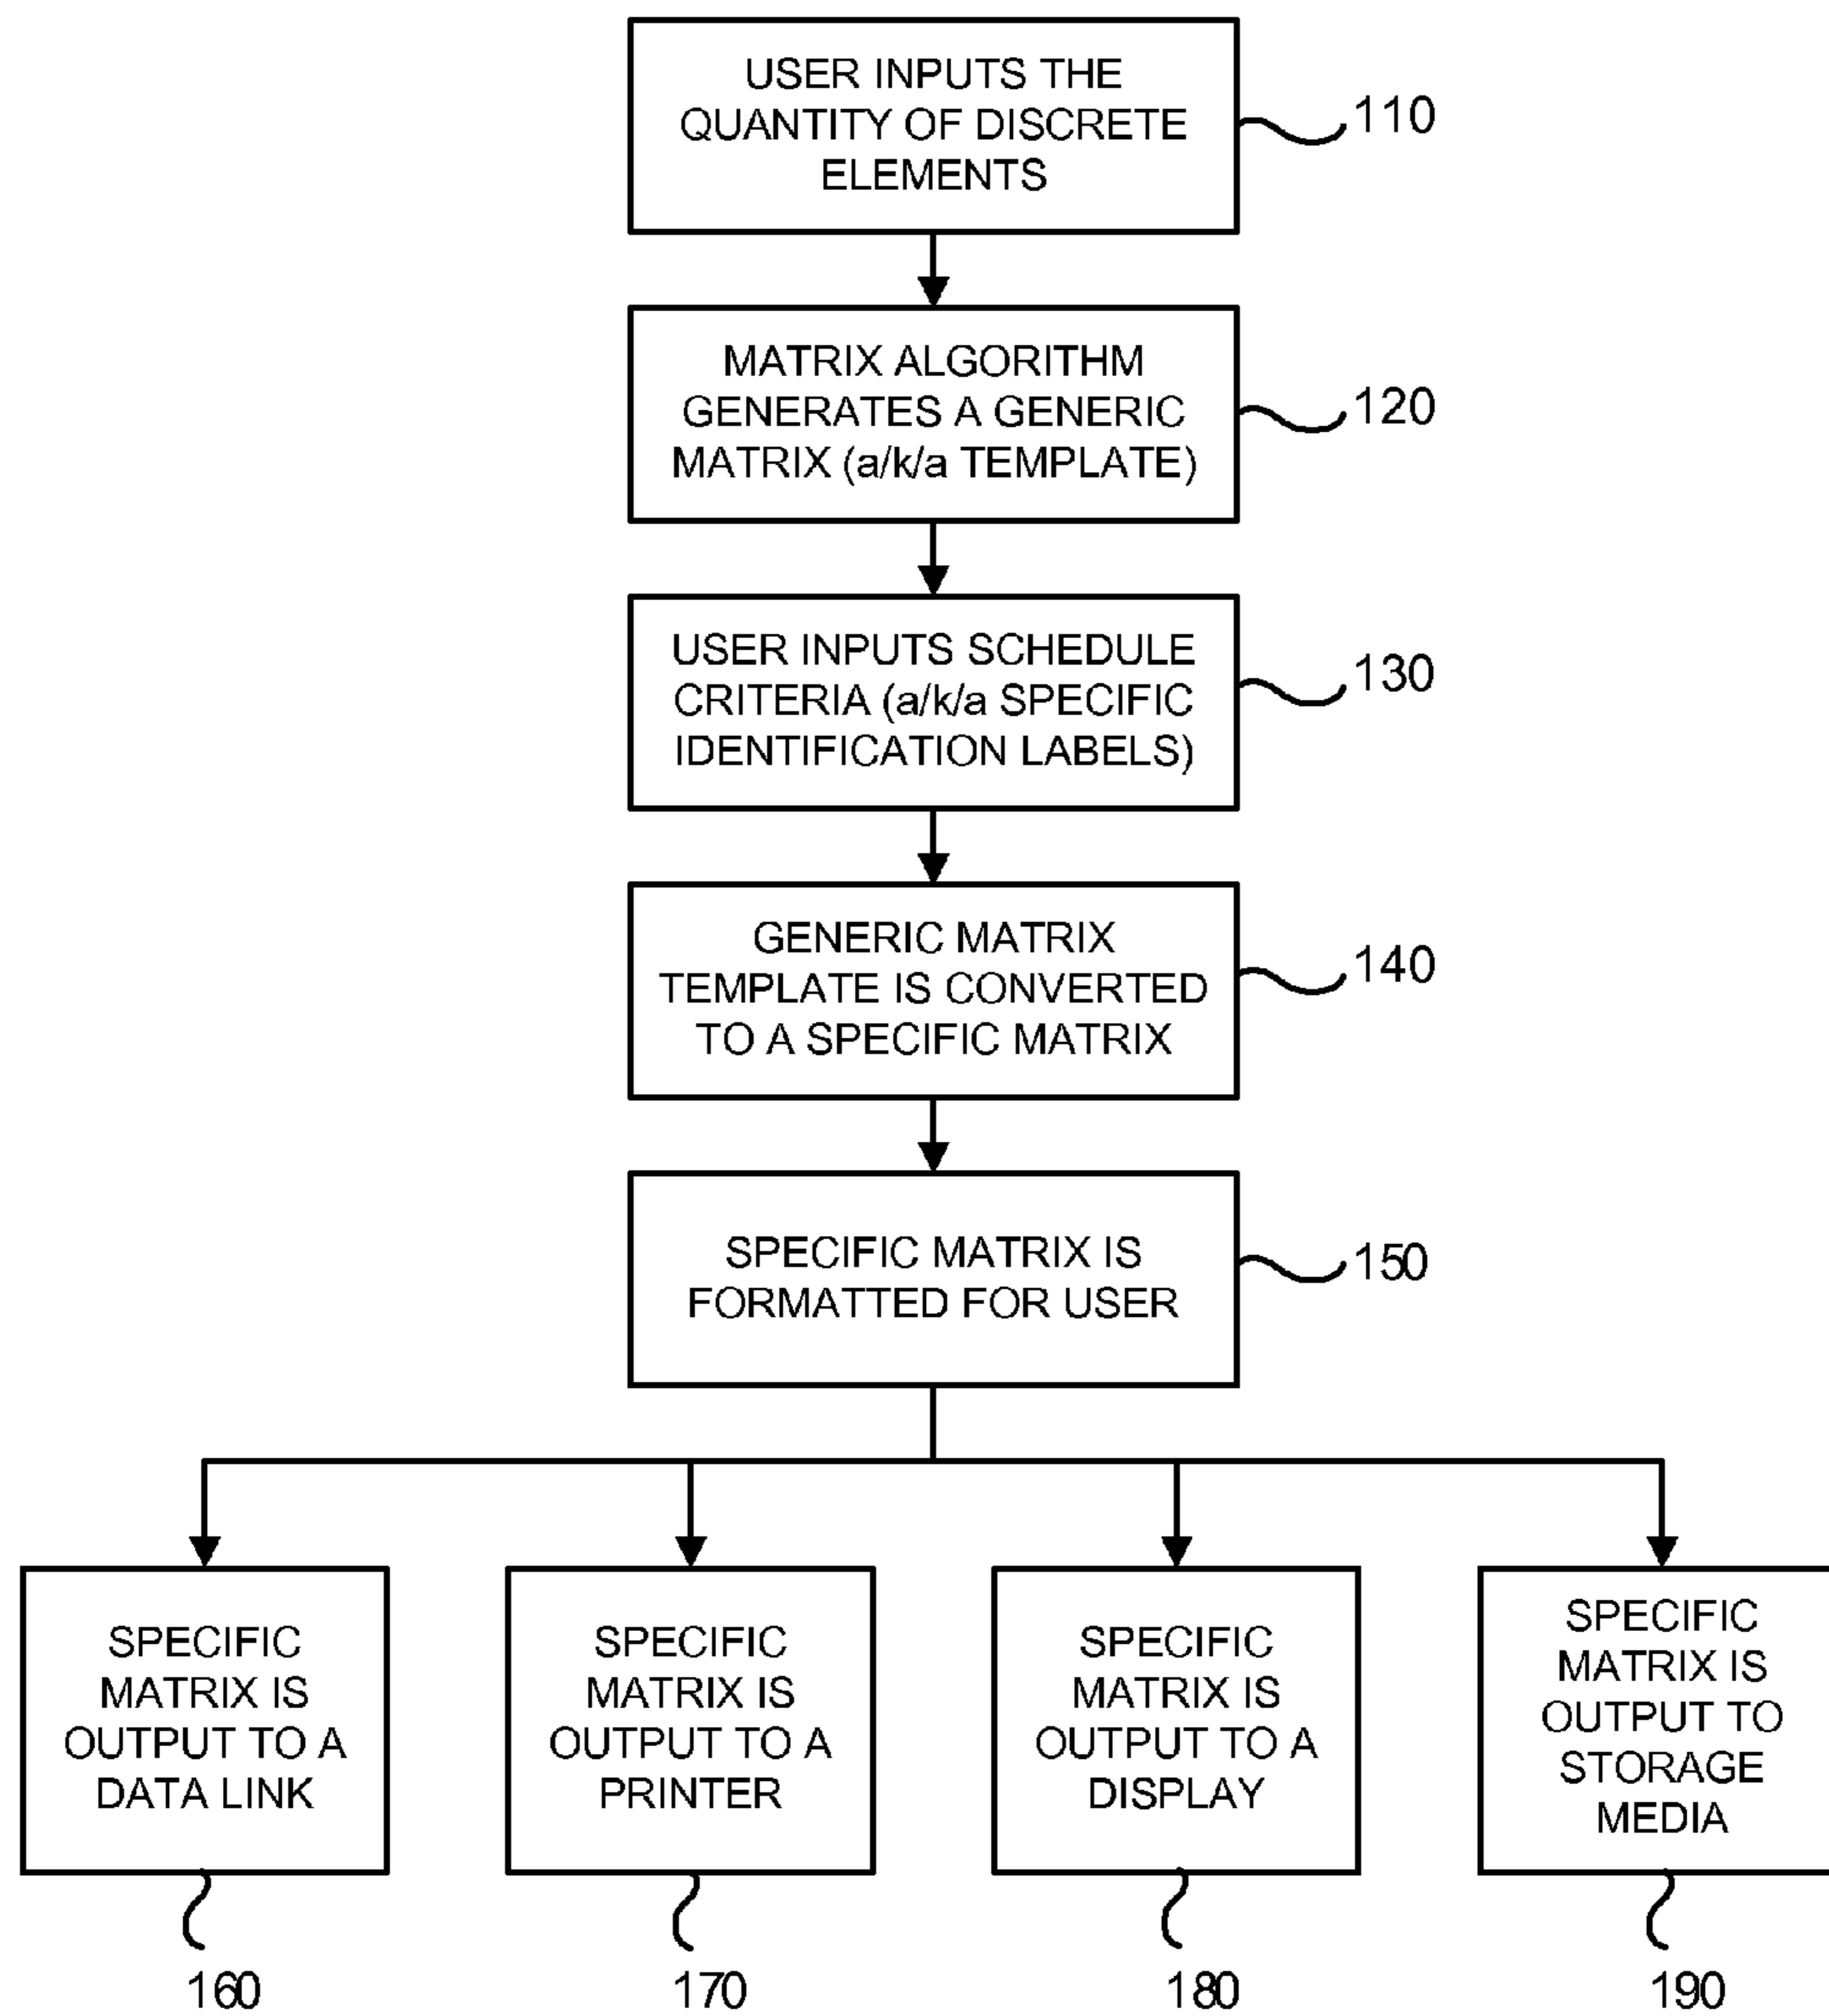 USER INPUTS THE
QUANTITY OF DISCRETE
ELEMENTS
110
MATRIX ALGORITHM
GENERATES A GENERIC
MATRIX (a/k/a TEMPLATE)
120
USER INPUTS SCHEDULE
CRITERIA (a/k/a SPECIFIC
IDENTIFICATION LABELS)
130
GENERIC MATRIX
TEMPLATE IS CONVERTED
TO A SPECIFIC MATRIX
140
SPECIFIC MATRIX IS
FORMATTED FOR USER
150
SPECIFIC
MATRIX IS
OUTPUT TO A
DATA LINK
160
SPECIFIC
MATRIX IS
OUTPUT TO A
PRINTER
170
SPECIFIC
MATRIX IS
OUTPUT TO A
DISPLAY
180
SPECIFIC
MATRIX IS
OUTPUT TO
STORAGE
MEDIA
190